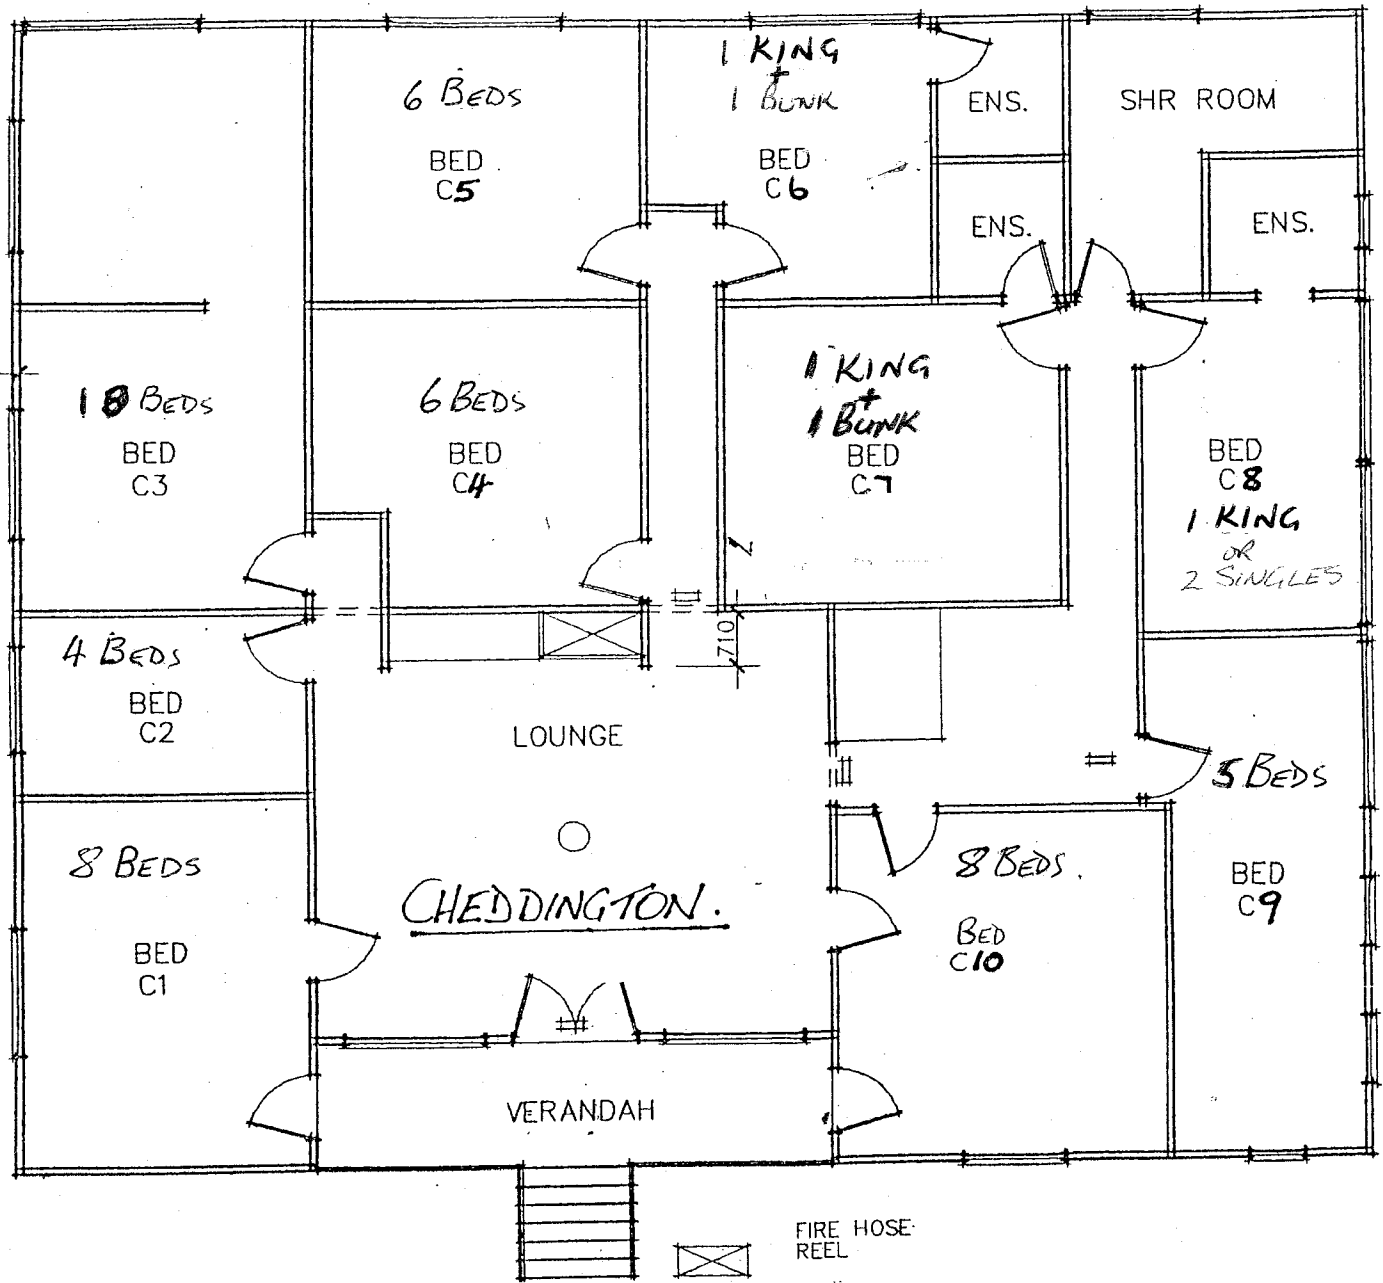 6 BEDS
BED
C5
1 KING
+
1 BUNK
BED
C6
ENS.
SHR ROOM
ENS.
ENS.
18 BEDS
BED
C3
6 BEDS
BED
C4
1 KING
+
1 BUNK
BED
C7
BED
C8
1 KING
OR
2 SINGLES
710
4 BEDS
BED
C2
LOUNGE
5 BEDS
BED
C9
8 BEDS
BED
C1
CHEDDINGTON.
8 BEDS.
BED
C10
VERANDAH
FIRE HOSE
REEL